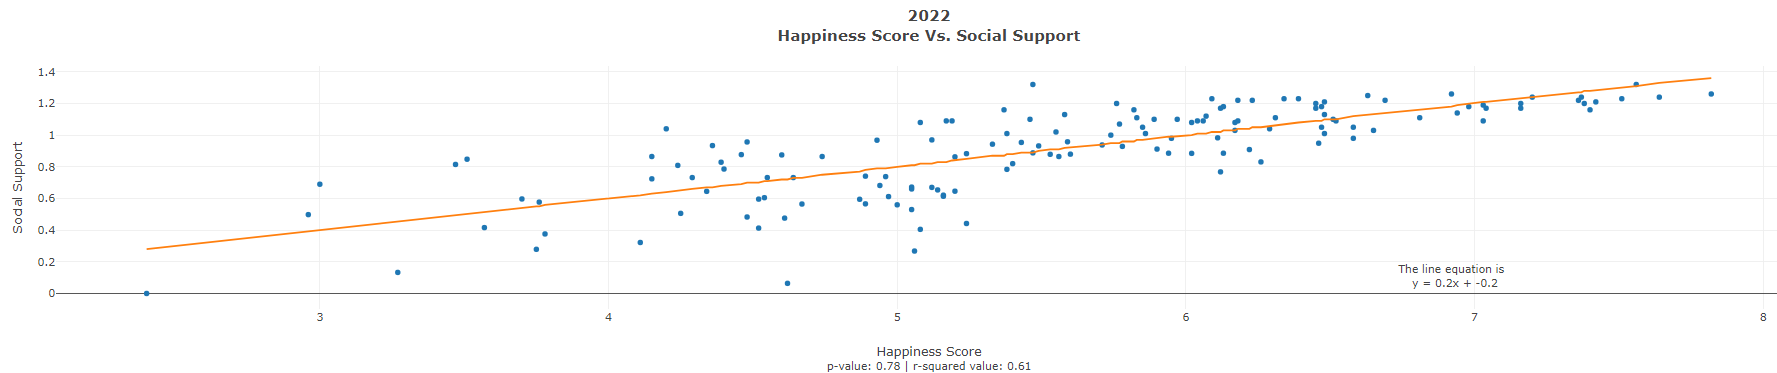 2022
Happiness Score Vs. Social Support
1.4
1.2
1
0.8
0.6
0.4
0.2
0
Social Support
The line equation is
y = 0.2x + -0.2
3
4
5
6
7
8
Happiness Score
p-value: 0.78 | r-squared value: 0.61